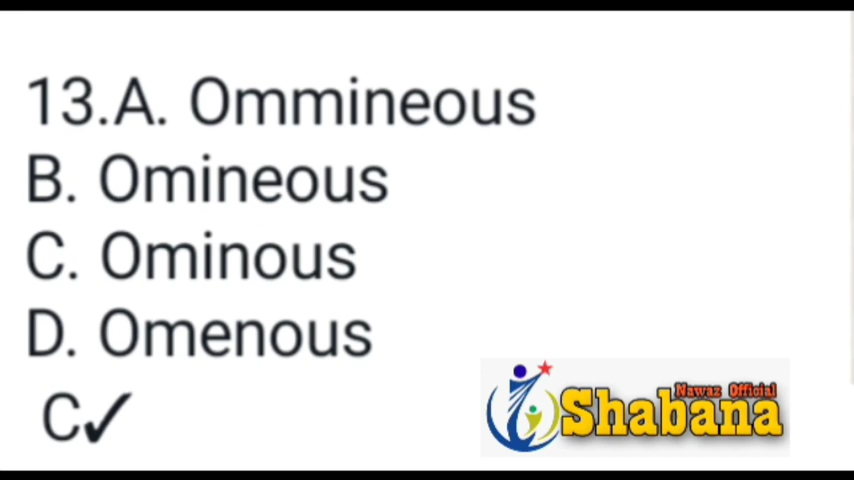 13.A. Ommineous
B. Omineous
C. Ominous
D. Omenous
C✓
Nawaz Official
Shabana